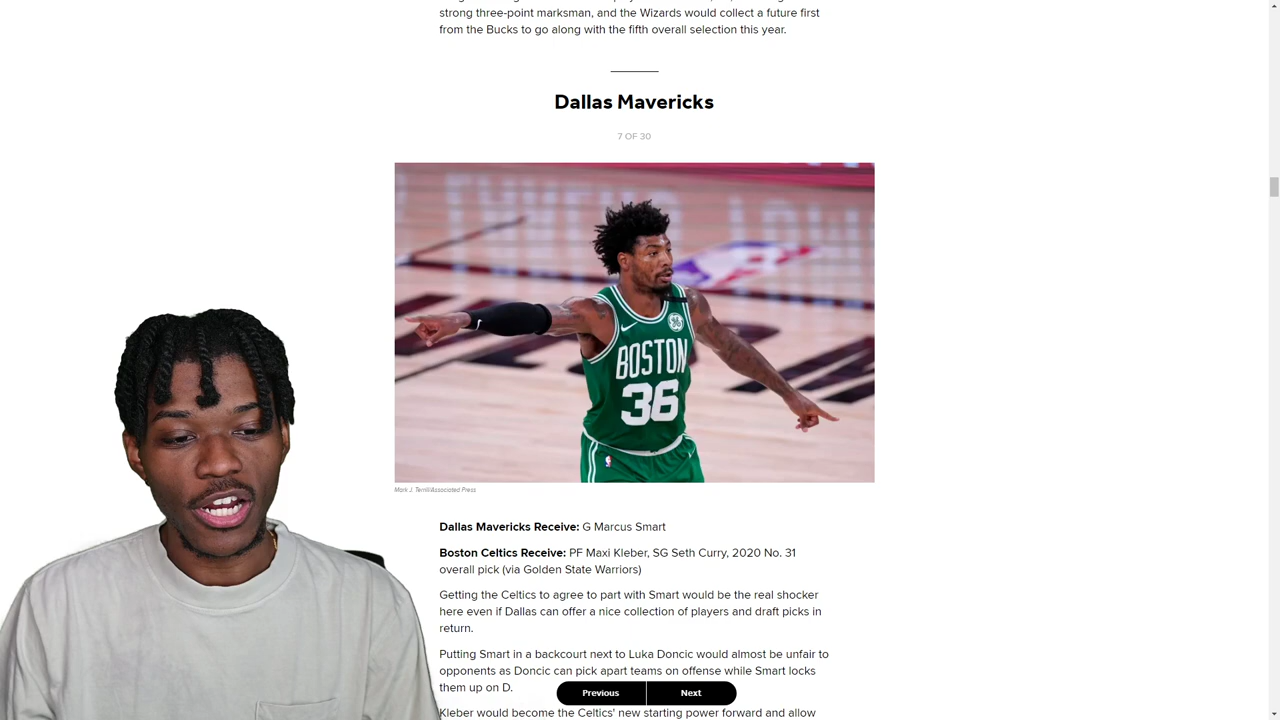 strong three-point marksman, and the Wizards would collect a future first
from the Bucks to go along with the fifth overall selection this year.
Dallas Mavericks
7 OF 30
BOSTON
36
Mark J. Terrill/Associated Press
Dallas Mavericks Receive: G Marcus Smart
Boston Celtics Receive: PF Maxi Kleber, SG Seth Curry, 2020 No. 31
overall pick (via Golden State Warriors)
Getting the Celtics to agree to part with Smart would be the real shocker
here even if Dallas can offer a nice collection of players and draft picks in
return.
Putting Smart in a backcourt next to Luka Doncic would almost be unfair to
opponents as Doncic can pick apart teams on offense while Smart locks
them up on D.
Previous
Next
Kleber would become the Celtics' new starting power forward and allow